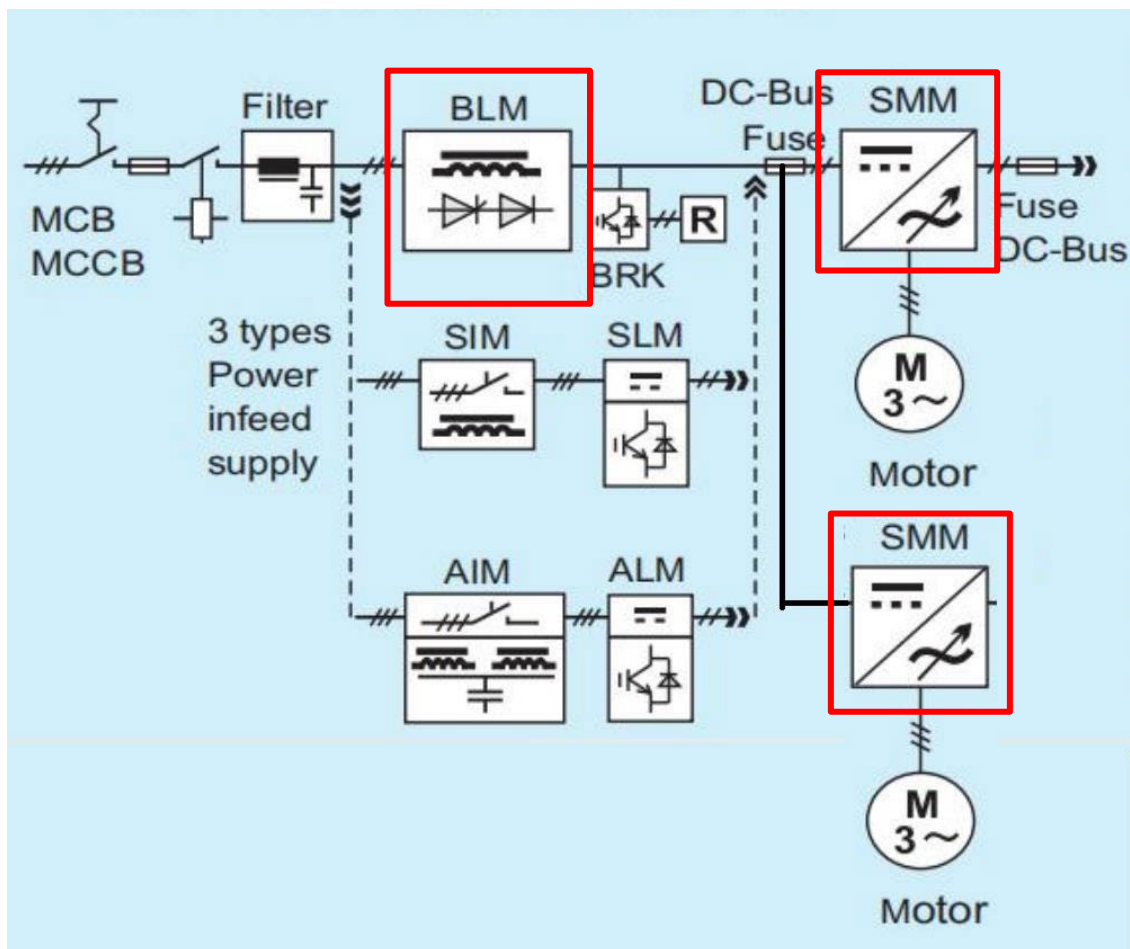 Filter
BLM
DC-Bus
Fuse
SMM
MCB
MCCB
R
BRK
Fuse
DC-Bus
3 types
Power
infeed
supply
SIM
SLM
M
3～
Motor
AIM
ALM
SMM
M
3～
Motor